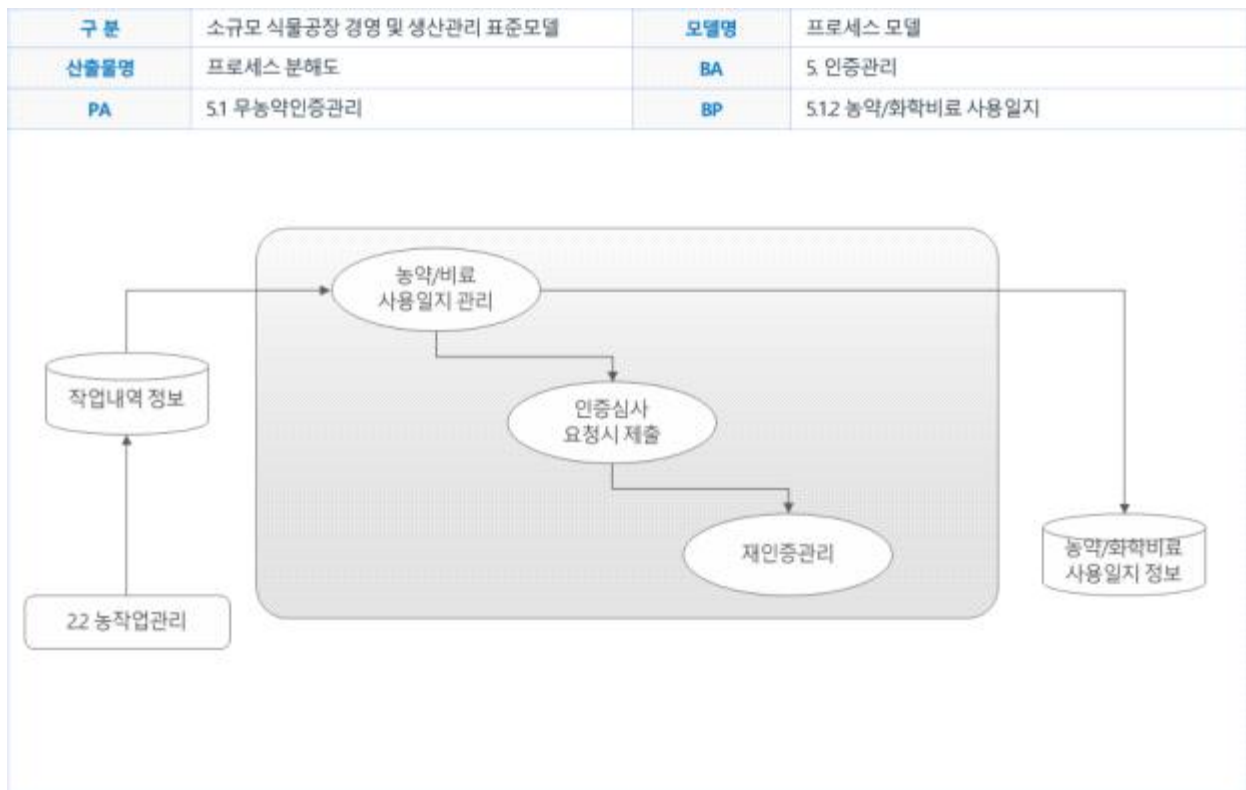 구 분 소규모 식물공장 경영 및 생산관리 표준모델 모델명 프로세스 모델
산출물명 프로세스 분해도 BA 5. 인증관리
PA 5.1 무농약인증관리 BP 5.1.2 농약/화학비료 사용일지
농약/비료
사용일지 관리
작업내역 정보
인증심사
요청시 제출
재인증관리
농약/화학비료
사용일지 정보
2.2 농작업관리